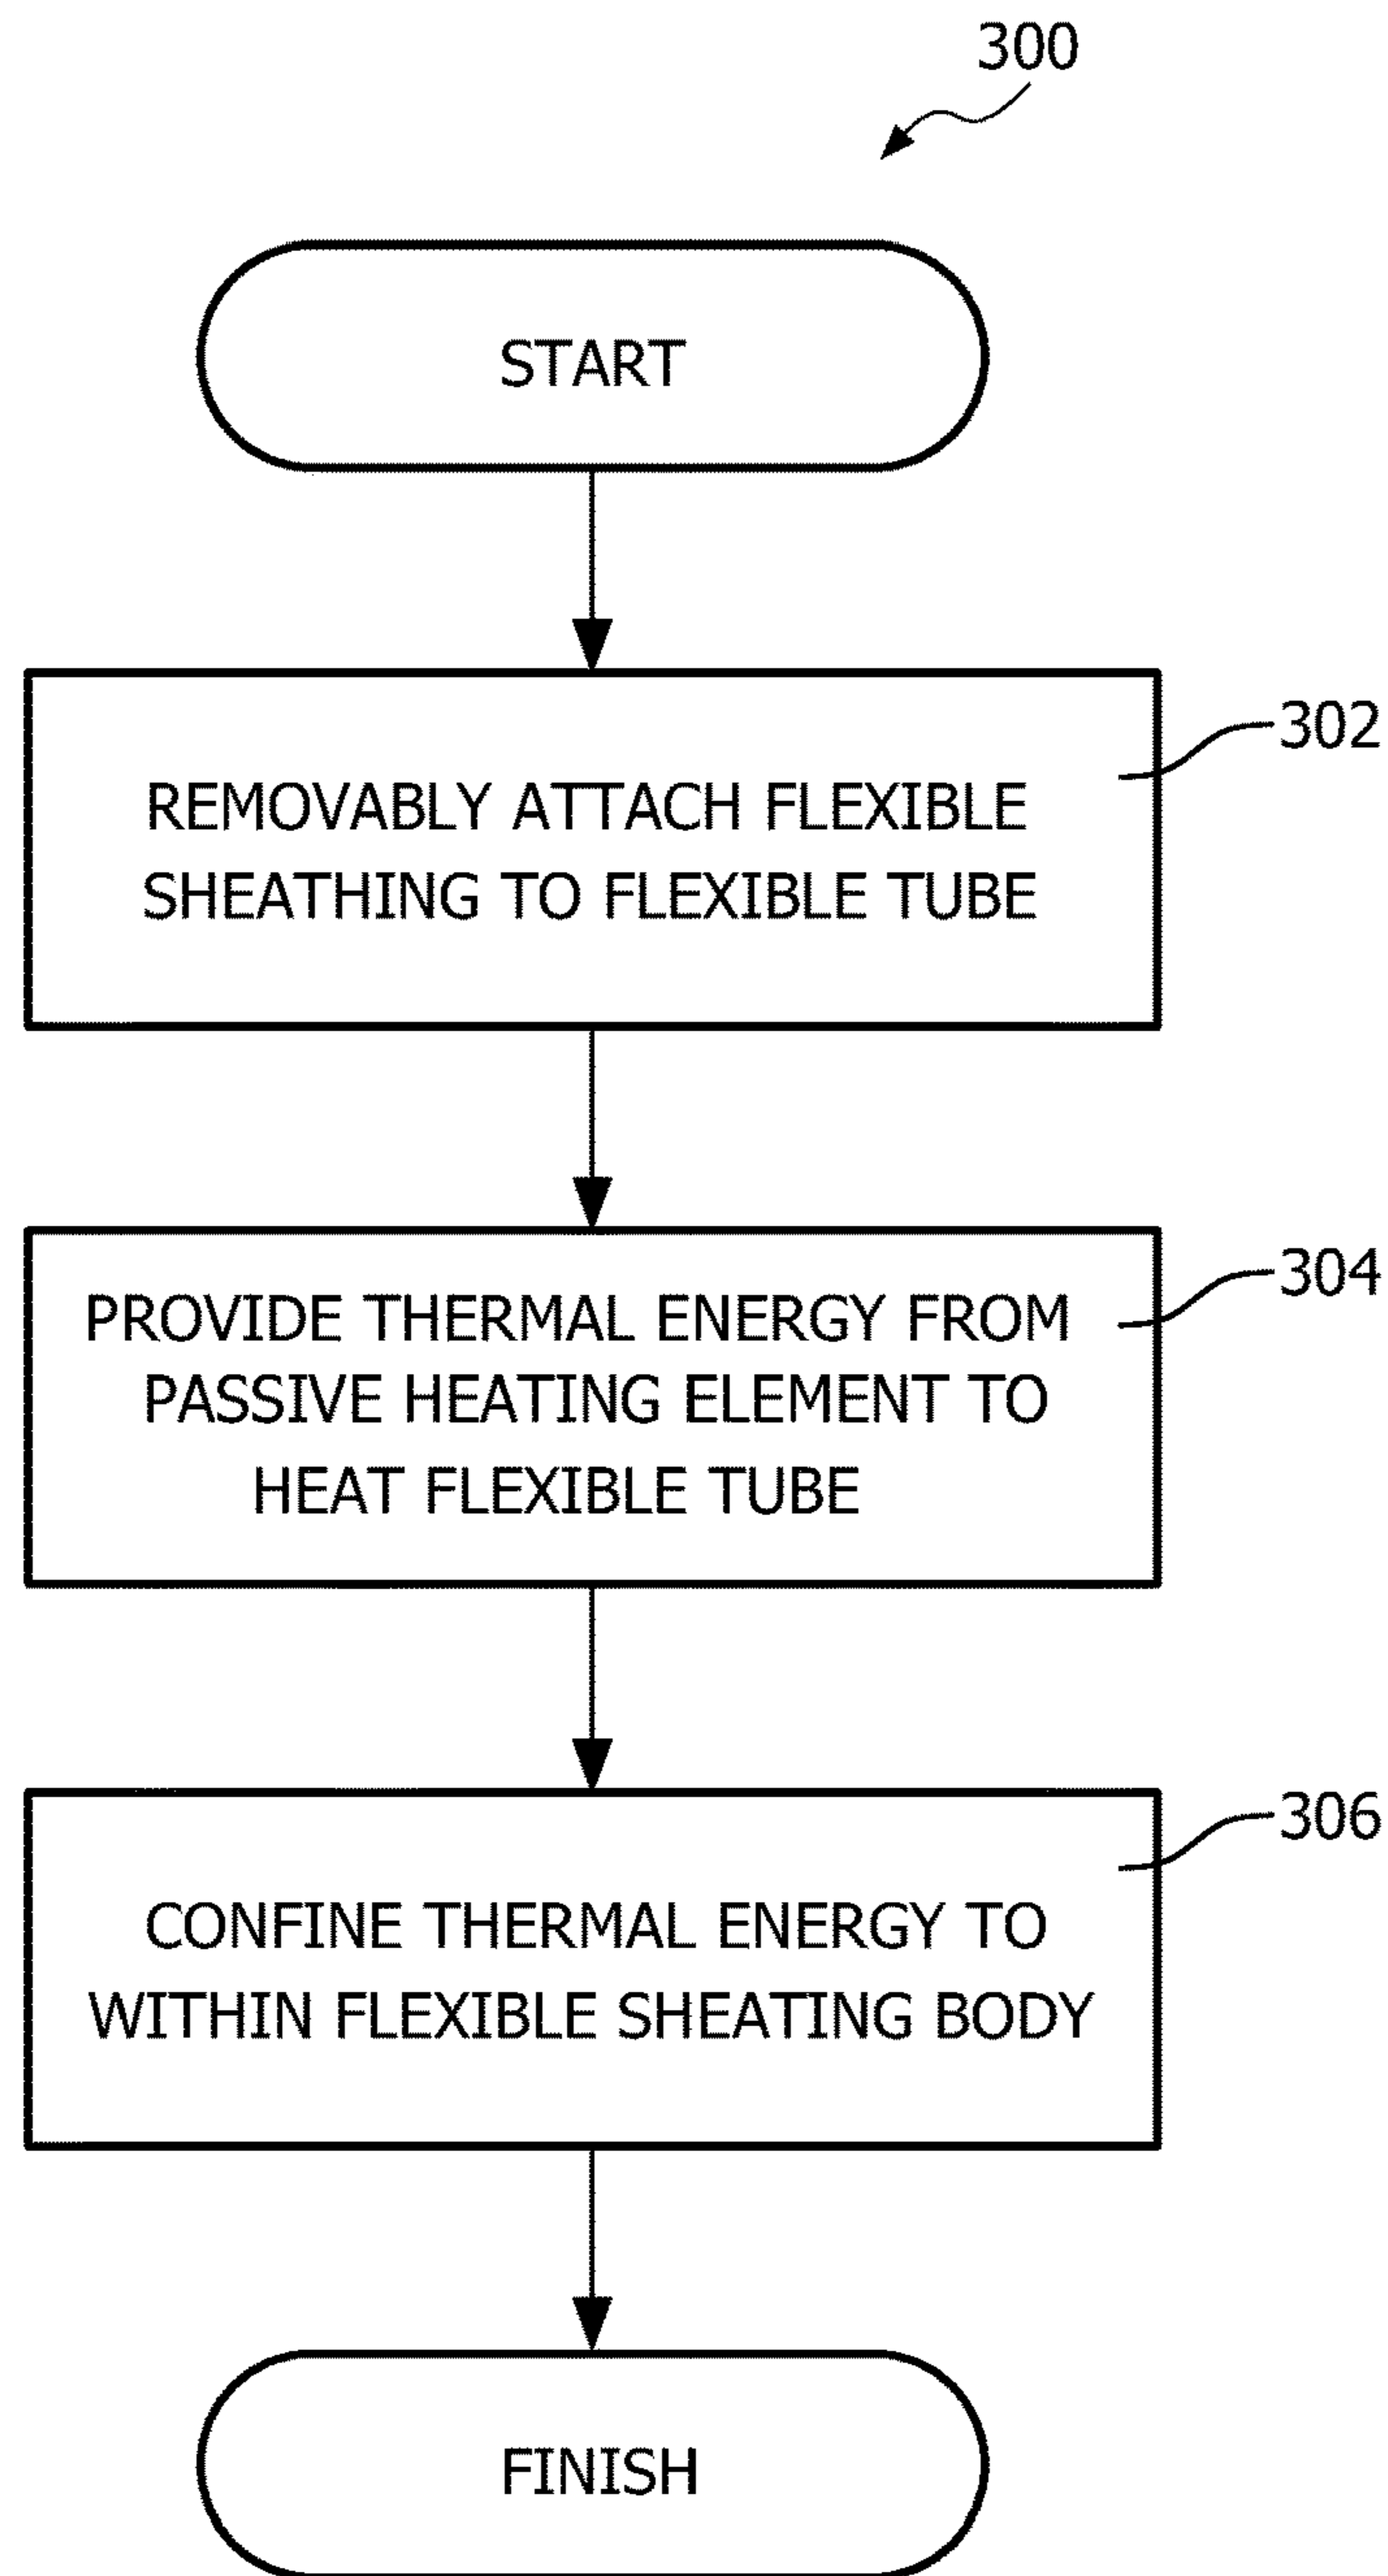 300
START
302
REMOVABLY ATTACH FLEXIBLE
SHEATHING TO FLEXIBLE TUBE
304
PROVIDE THERMAL ENERGY FROM
PASSIVE HEATING ELEMENT TO
HEAT FLEXIBLE TUBE
306
CONFINE THERMAL ENERGY TO
WITHIN FLEXIBLE SHEATING BODY
FINISH